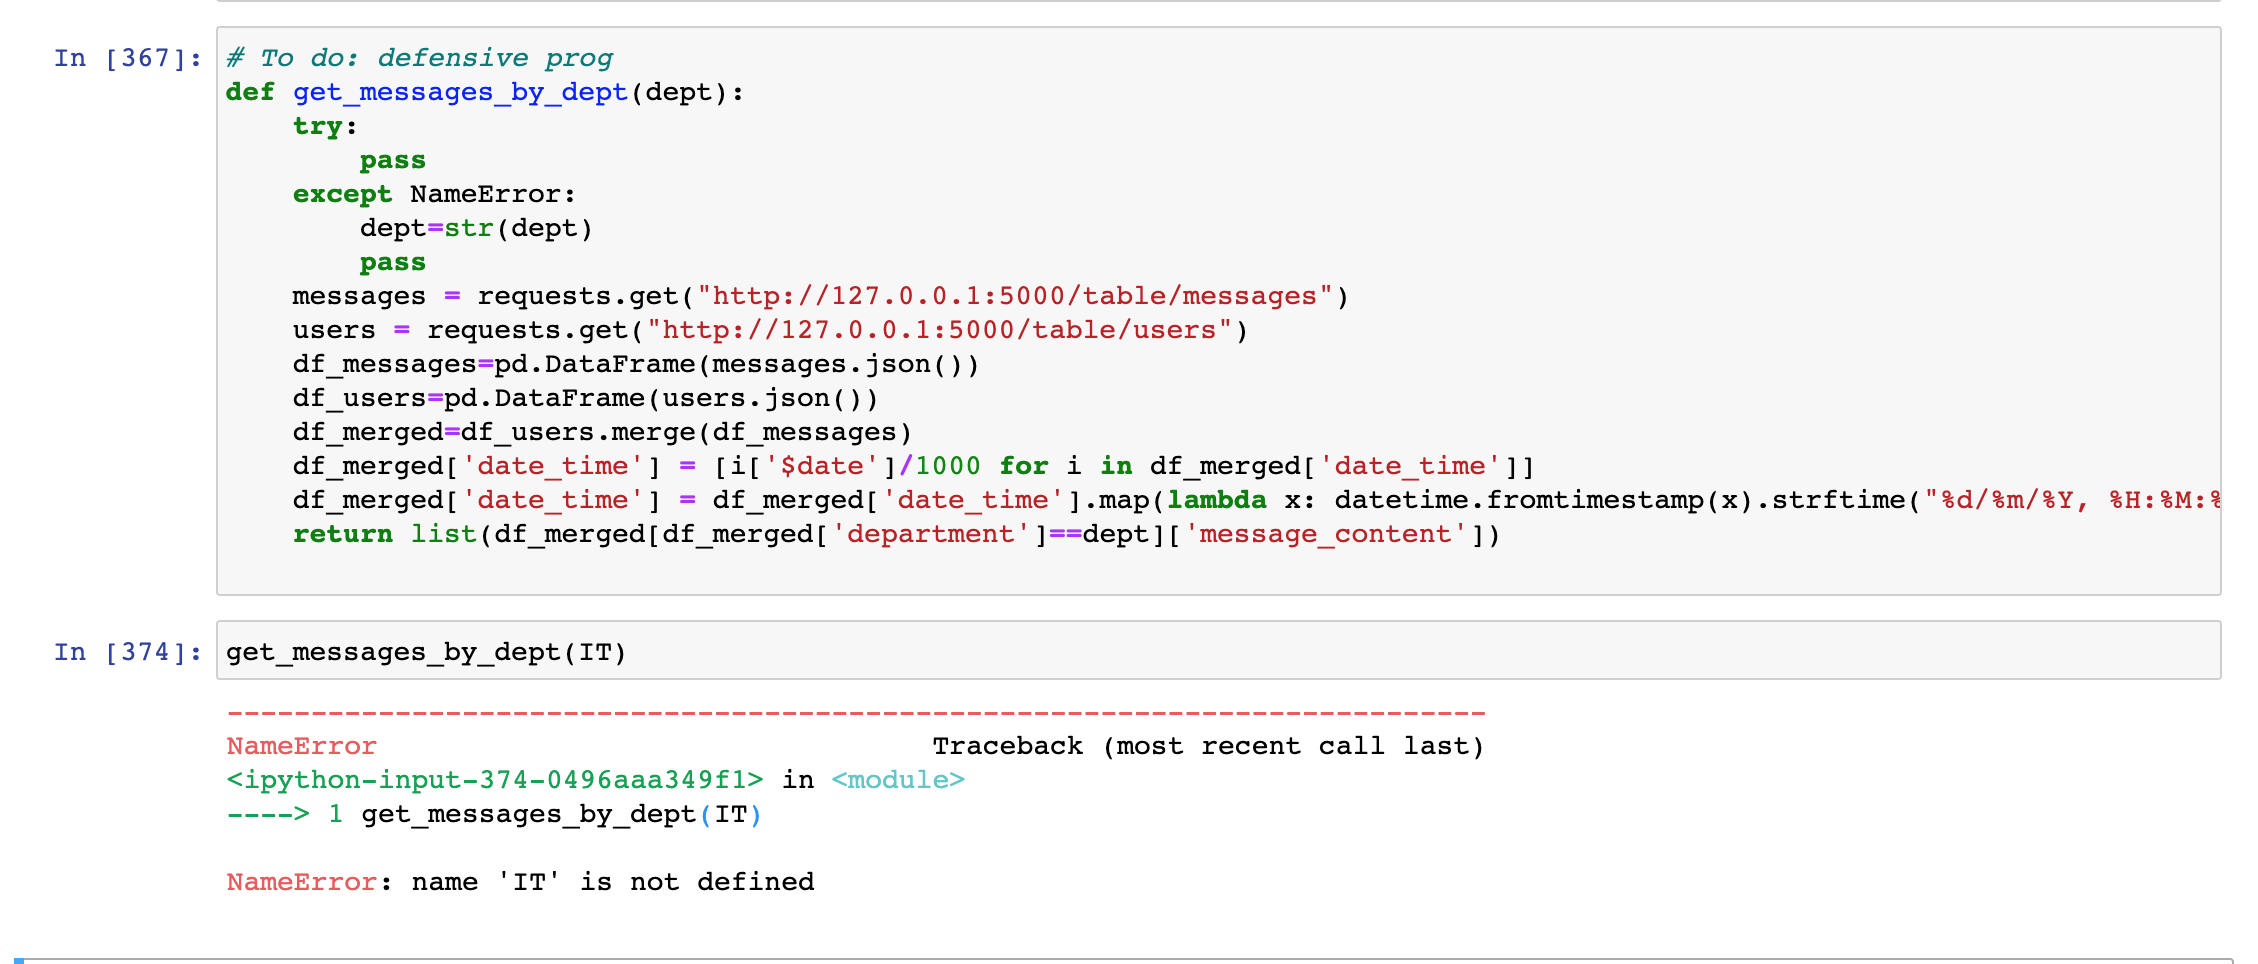 In [367]:
# To do: defensive prog
def get_messages_by_dept(dept):
    try:
        pass
    except NameError:
        dept=str(dept)
        pass
    messages = requests.get("http://127.0.0.1:5000/table/messages")
    users = requests.get("http://127.0.0.1:5000/table/users")
    df_messages=pd.DataFrame(messages.json())
    df_users=pd.DataFrame(users.json())
    df_merged=df_users.merge(df_messages)
    df_merged['date_time'] = [i['$date']/1000 for i in df_merged['date_time']]
    df_merged['date_time'] = df_merged['date_time'].map(lambda x: datetime.fromtimestamp(x).strftime("%d/%m/%Y, %H:%M:%
    return list(df_merged[df_merged['department']==dept]['message_content'])
In [374]:
get_messages_by_dept(IT)
---------------------------------------------------------------------------
NameError                                 Traceback (most recent call last)
<ipython-input-374-0496aaa349f1> in <module>
----> 1 get_messages_by_dept(IT)
NameError: name 'IT' is not defined